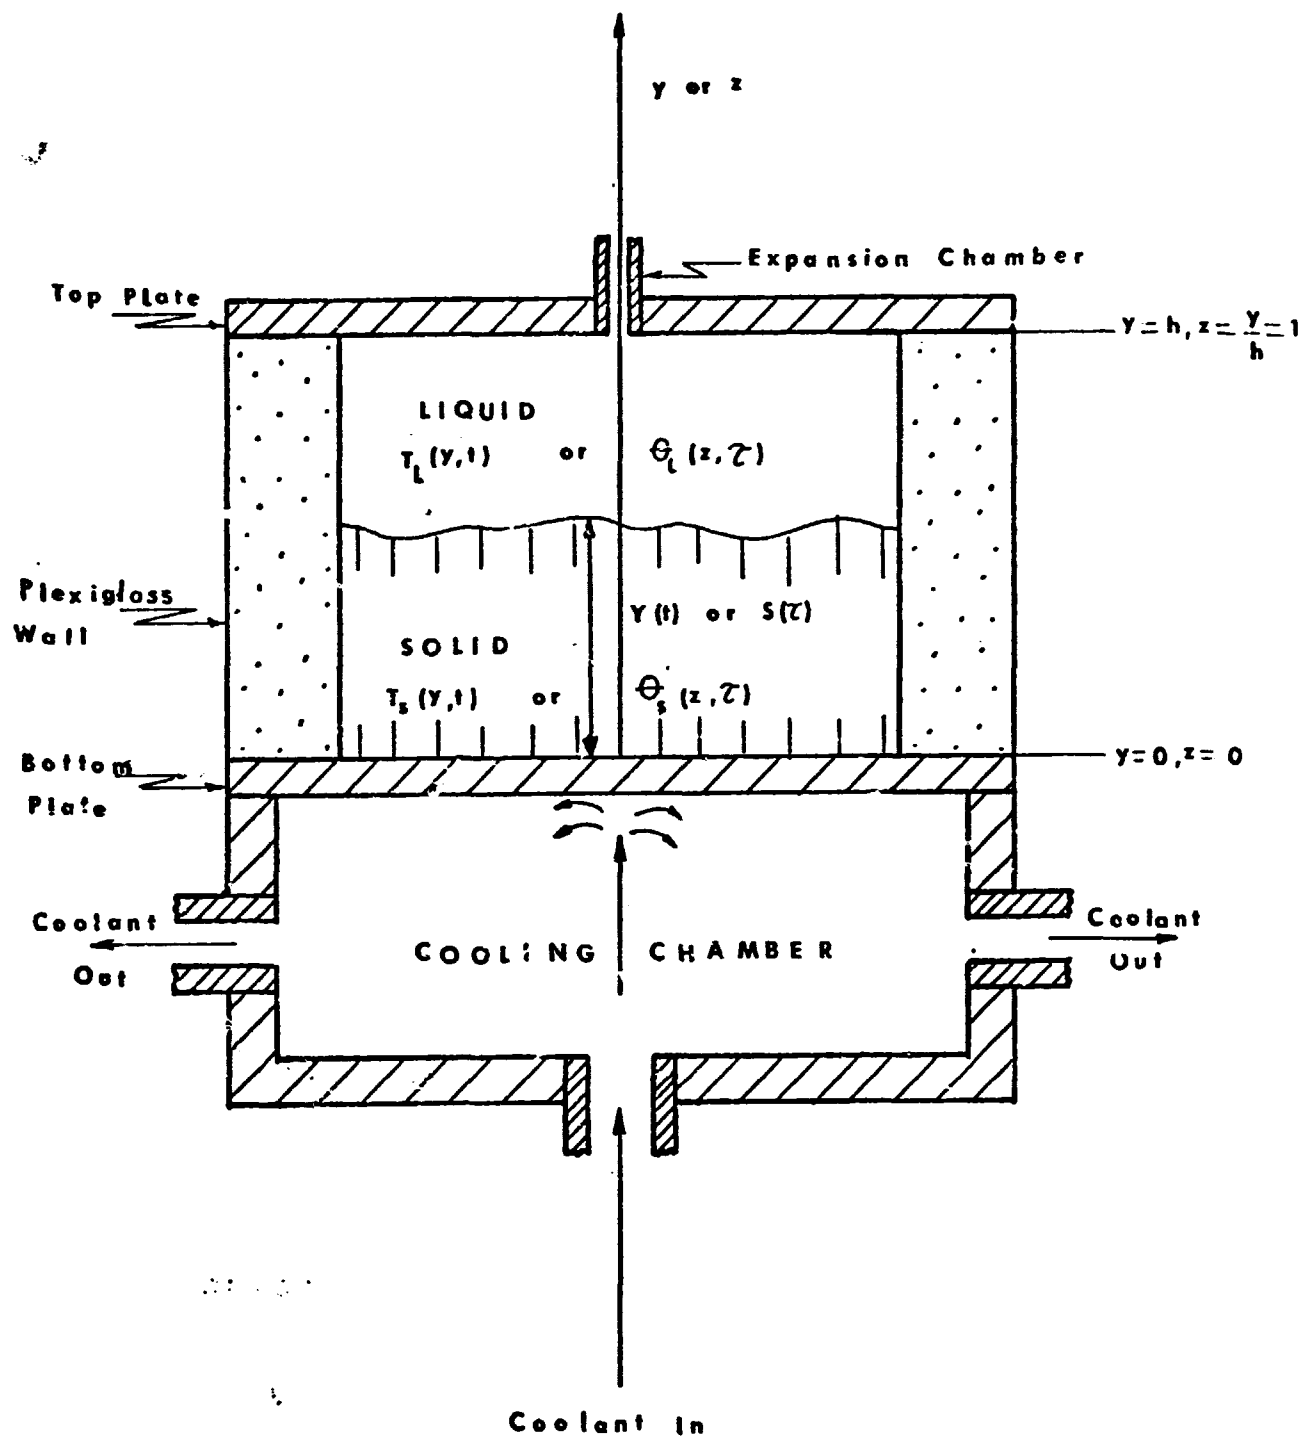 y or z
Expansion Chamber
Top Plate
y = h, z = y/h = 1
LIQUID
T_L (y,t) or θ_L (z,τ)
Plexiglass
Wall
Y(t) or S(τ)
SOLID
T_s (y,t) or θ_s (z,τ)
Bottom
Plate
y=0, z= 0
Coolant
Out
COOLING CHAMBER
Coolant
Out
Coolant In